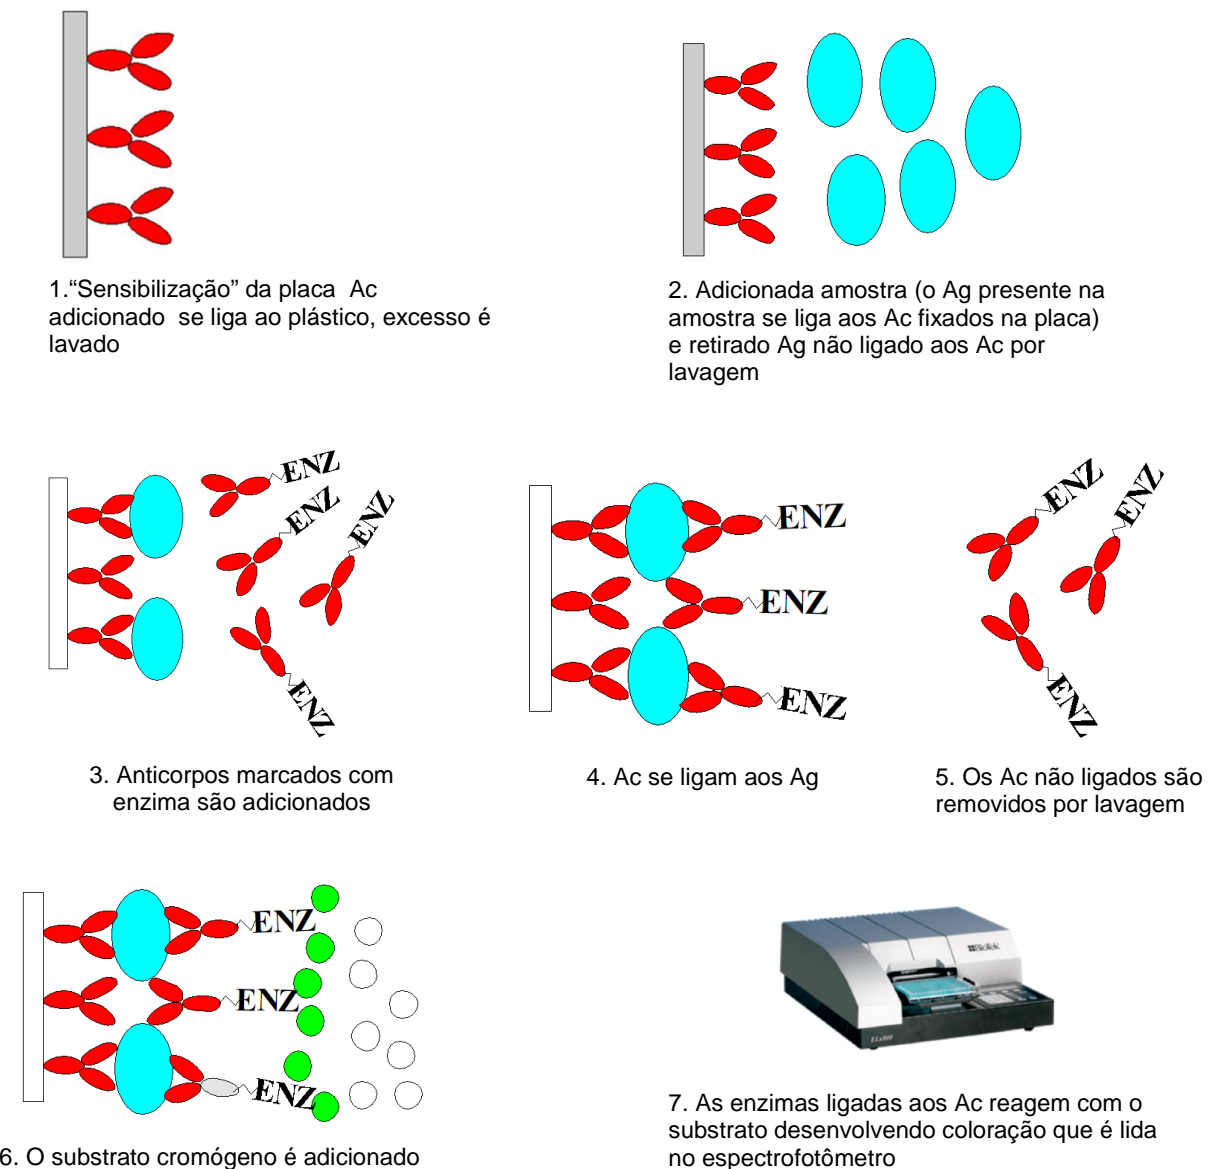 1.“Sensibilização” da placa Ac
adicionado se liga ao plástico, excesso é
lavado
2. Adicionada amostra (o Ag presente na
amostra se liga aos Ac fixados na placa)
e retirado Ag não ligado aos Ac por
lavagem
ENZ
ENZ
ENZ
ENZ
3. Anticorpos marcados com
enzima são adicionados
ENZ
ENZ
ENZ
4. Ac se ligam aos Ag
ENZ
ENZ
ENZ
5. Os Ac não ligados são
removidos por lavagem
ENZ
ENZ
ENZ
6. O substrato cromógeno é adicionado
BioTek
ELx800
7. As enzimas ligadas aos Ac reagem com o
substrato desenvolvendo coloração que é lida
no espectrofotômetro